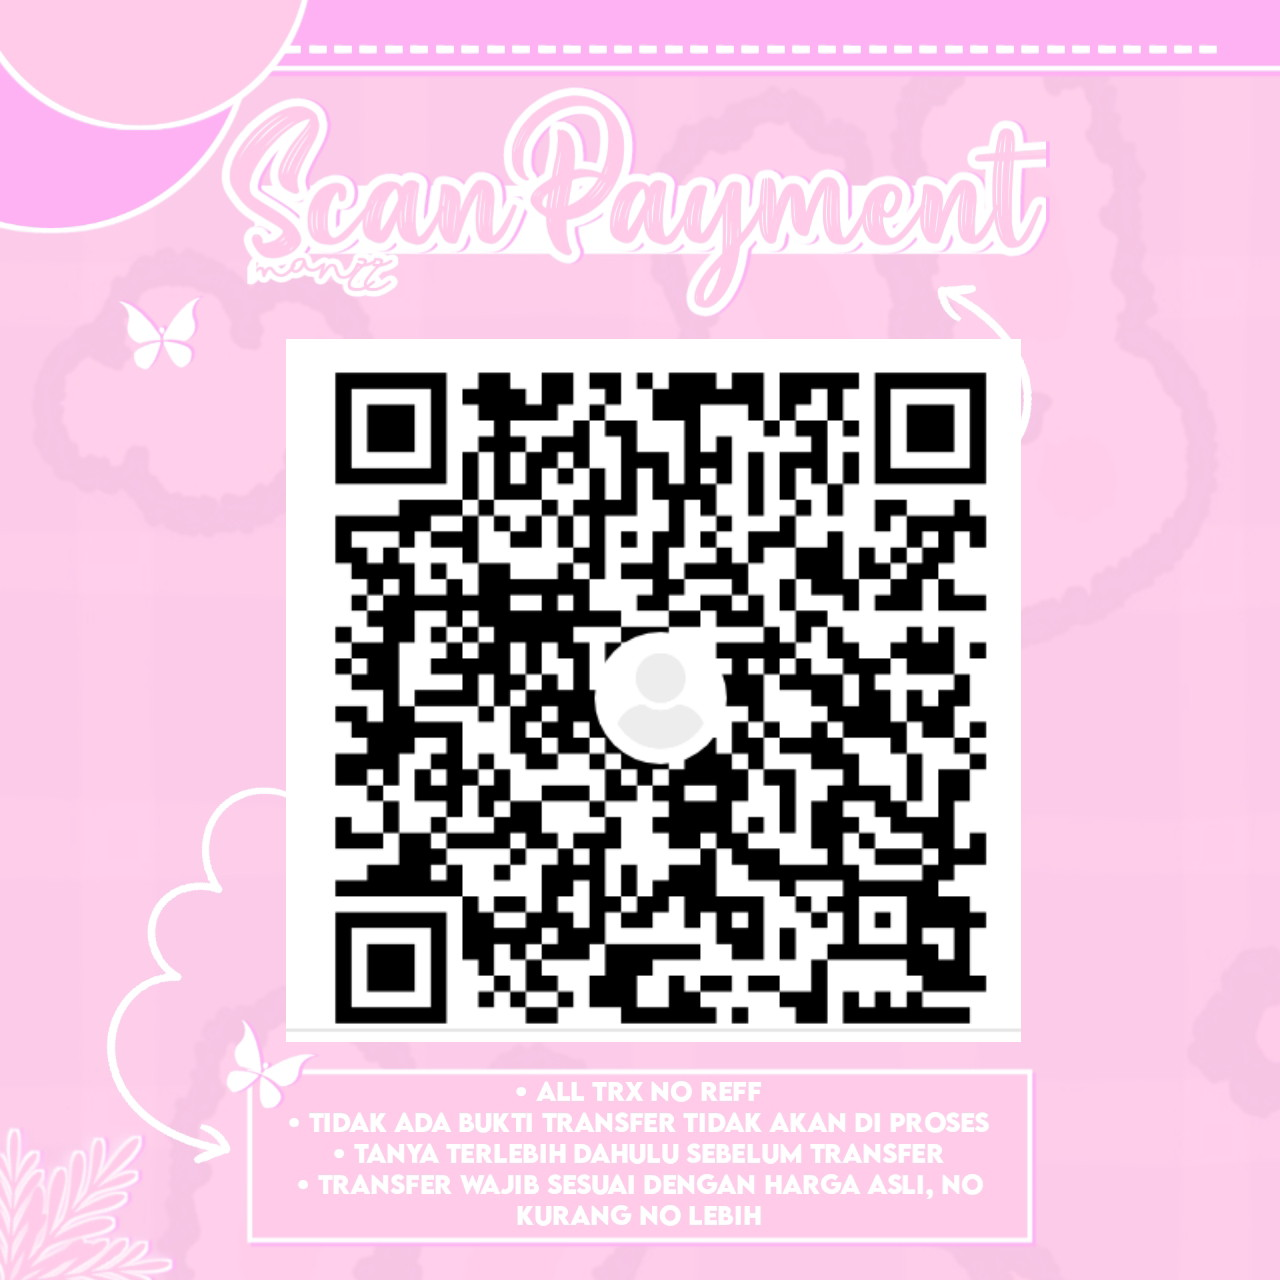 Scan Payment
• ALL TRX NO REFF
• TIDAK ADA BUKTI TRANSFER TIDAK AKAN DI PROSES
• TANYA TERLEBIH DAHULU SEBELUM TRANSFER
• TRANSFER WAJIB SESUAI DENGAN HARGA ASLI, NO
KURANG NO LEBIH